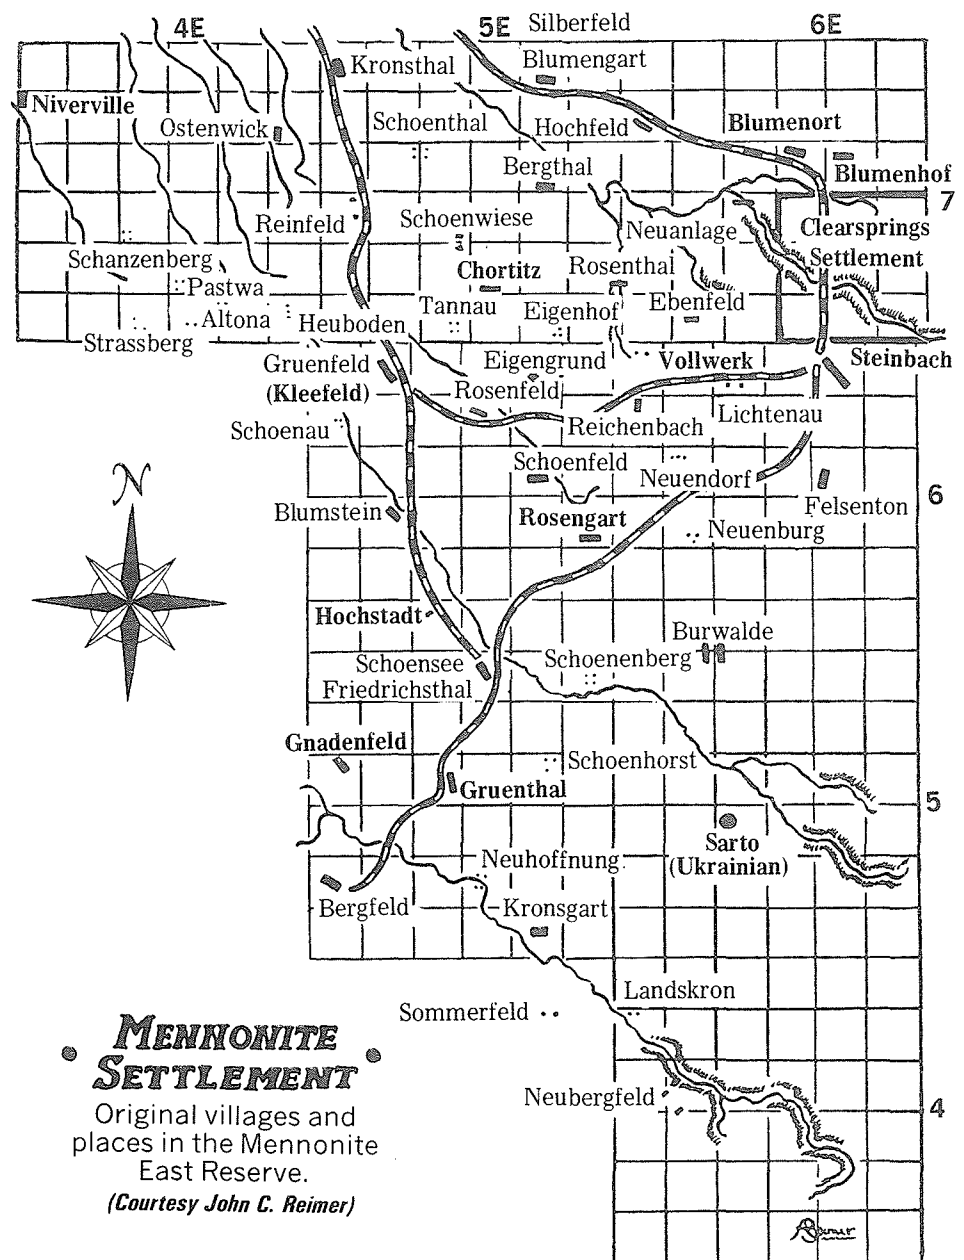 4E
5E
6E
Silberfeld
Kronsthal
Blumengart
Niverville
Ostenwick
Schoenthal
Hochfeld
Blumenort
Bergthal
Blumenhof
7
Reinfeld
Schoenwiese
Neuanlage
Clearsprings
Settlement
Schanzenberg
Chortitz
Rosenthal
Pastwa
Tannau
Eigenhof
Ebenfeld
Altona
Heuboden
Strassberg
Gruenfeld
(Kleefeld)
Eigengrund
Vollwerk
Steinbach
Rosenfeld
Schoenau
Reichenbach
Lichtenau
Schoenfeld
Neuendorf
6
Blumstein
Rosengart
Felsenton
Neuenburg
N
Hochstadt
Burwalde
Schoensee
Schoenenberg
Friedrichsthal
Gnadenfeld
Schoenhorst
Gruenthal
5
Sarto
(Ukrainian)
Neuhoffnung
Bergfeld
Kronsgart
Landskron
Sommerfeld
Neubergfeld
4
MENNONITE
SETTLEMENT
Original villages and
places in the Mennonite
East Reserve.
(Courtesy John C. Reimer)